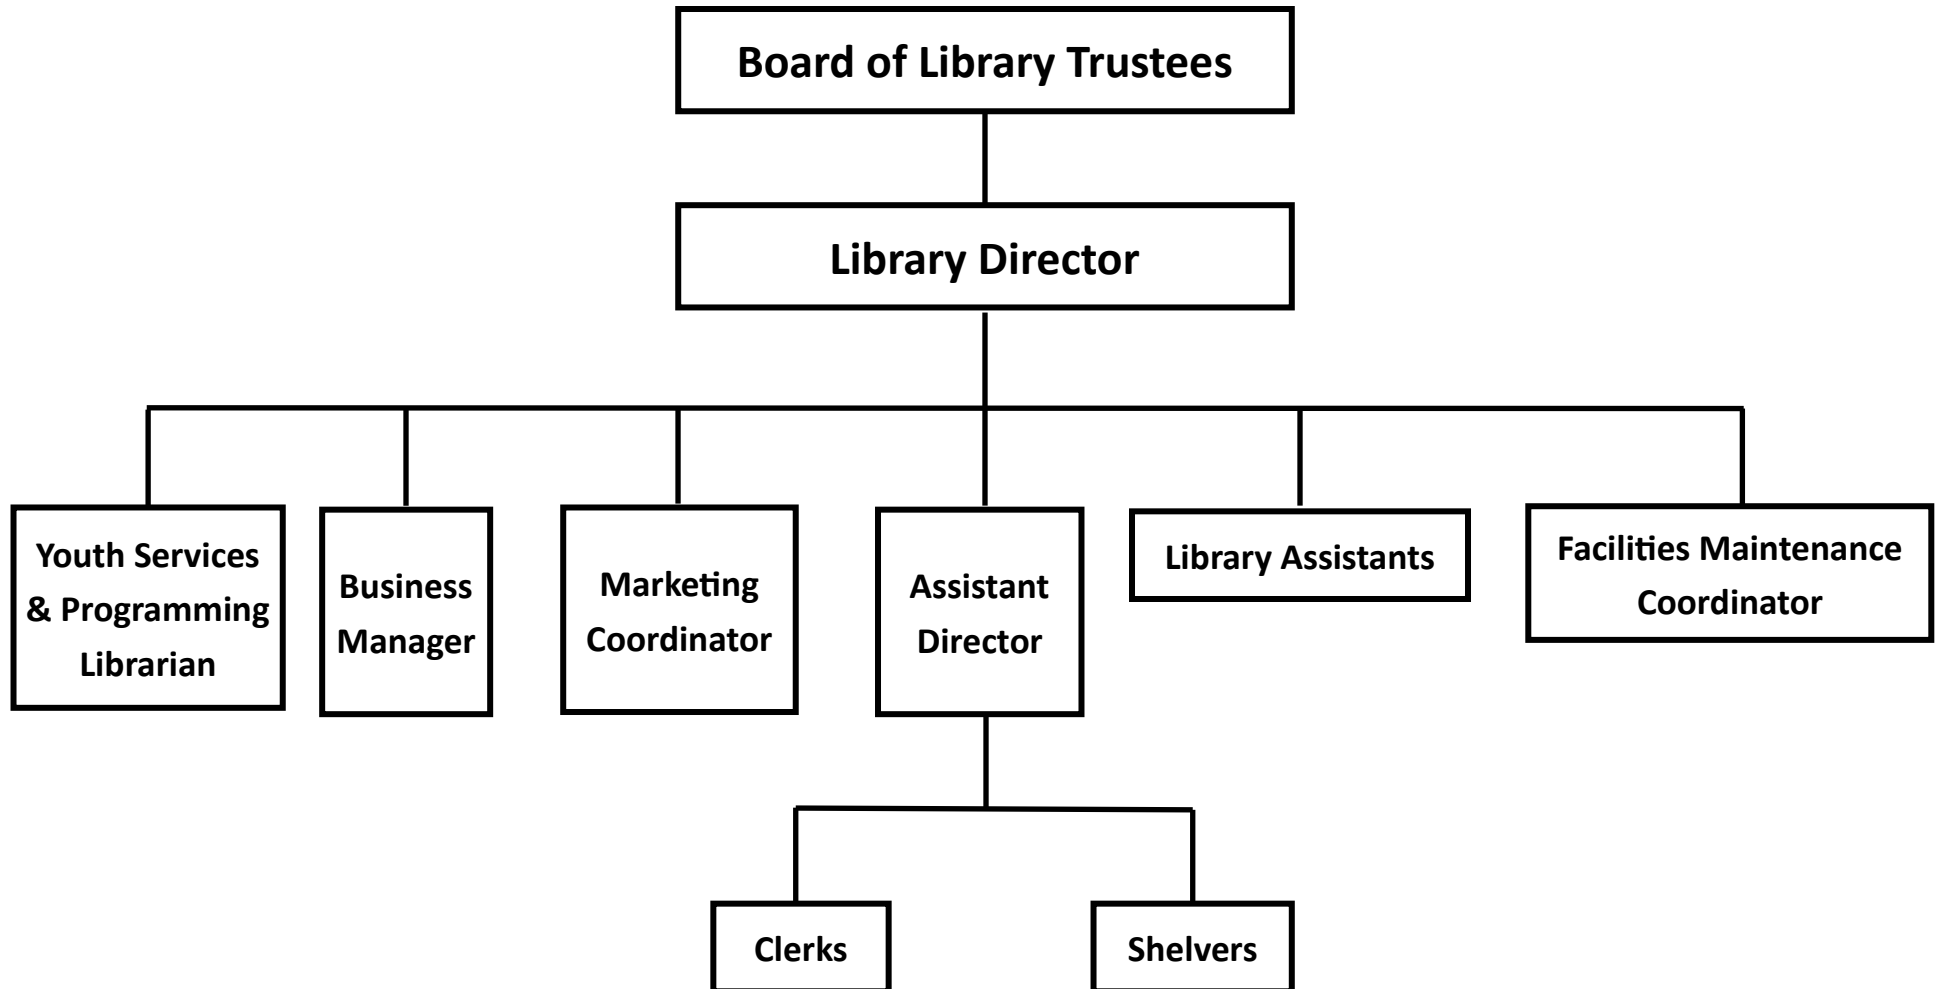 Board of Library Trustees
Library Director
Youth Services
& Programming
Librarian
Business
Manager
Marketing
Coordinator
Assistant
Director
Library Assistants
Facilities Maintenance
Coordinator
Clerks
Shelvers